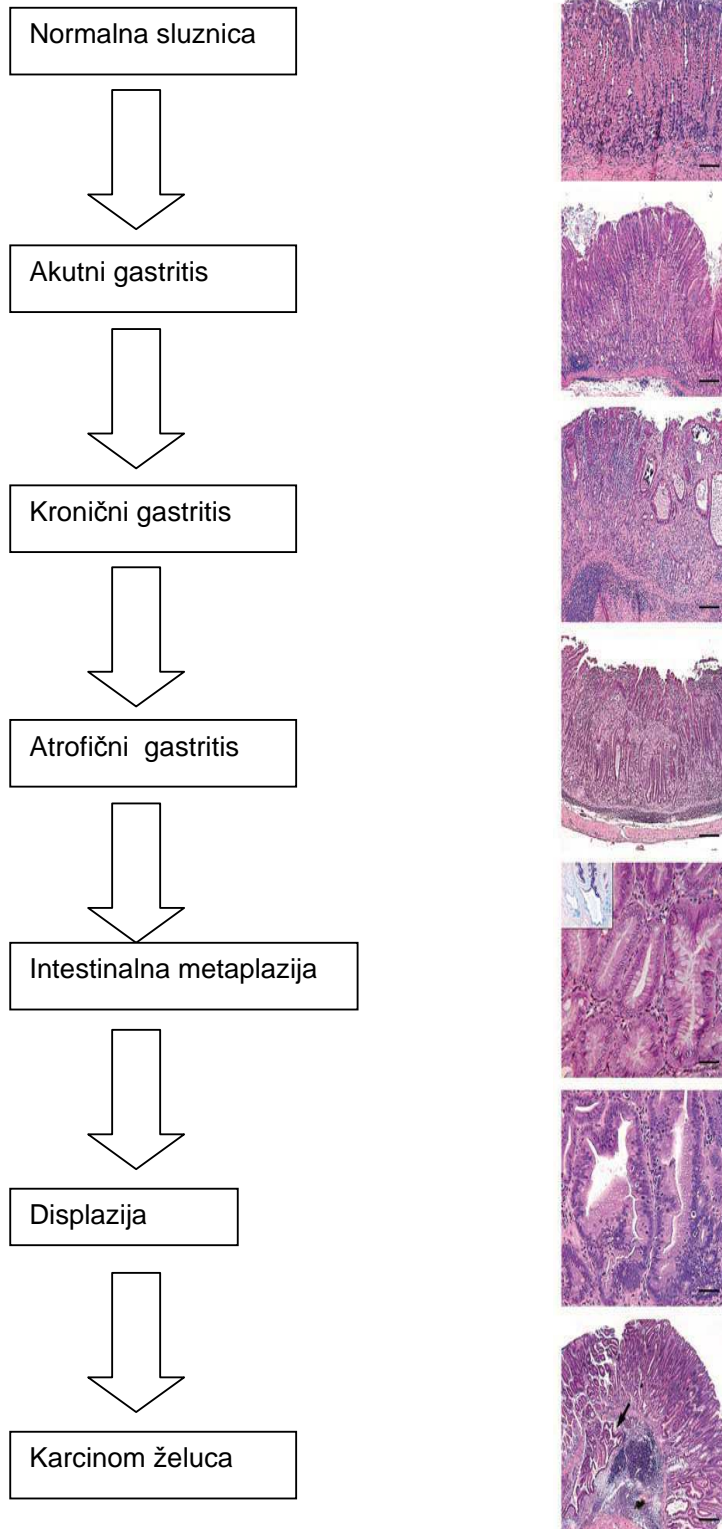 Normalna sluznica
Akutni gastritis
Kronični gastritis
Atrofični  gastritis
Intestinalna metaplazija
Displazija
Karcinom želuca